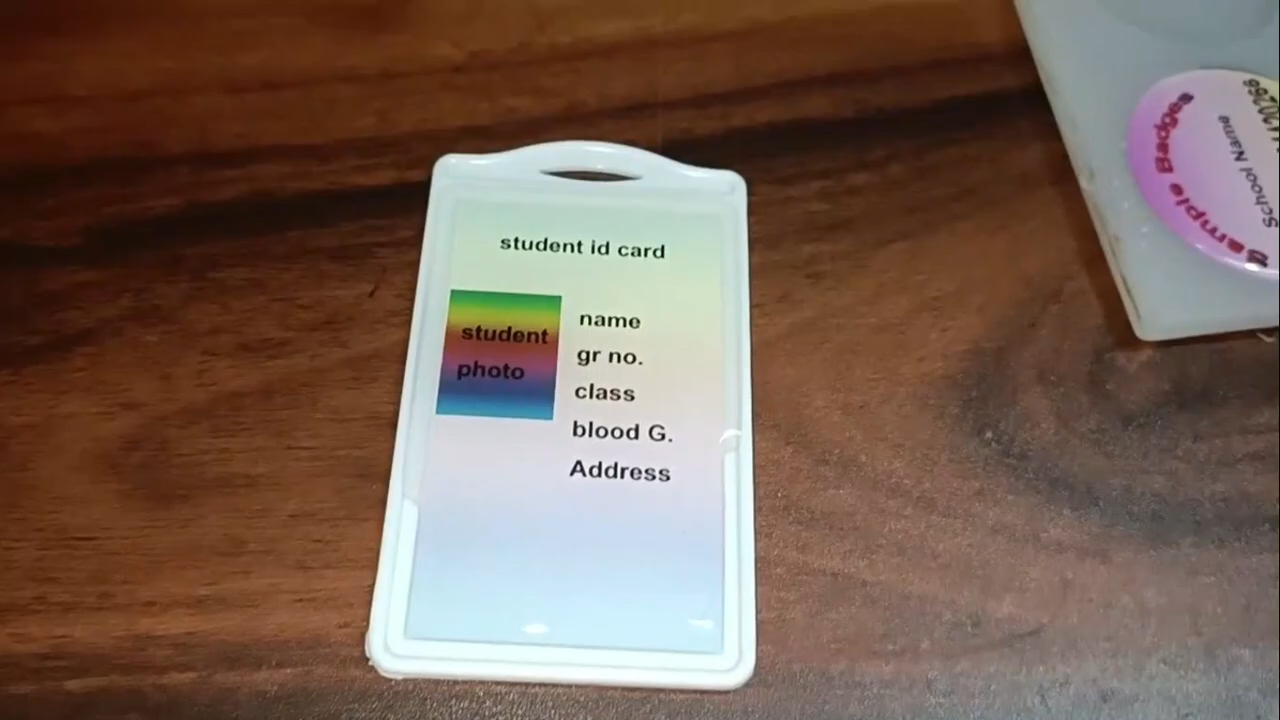 student id card
student
photo
name
gr no.
class
blood G.
Address
Sample Badges
School Name